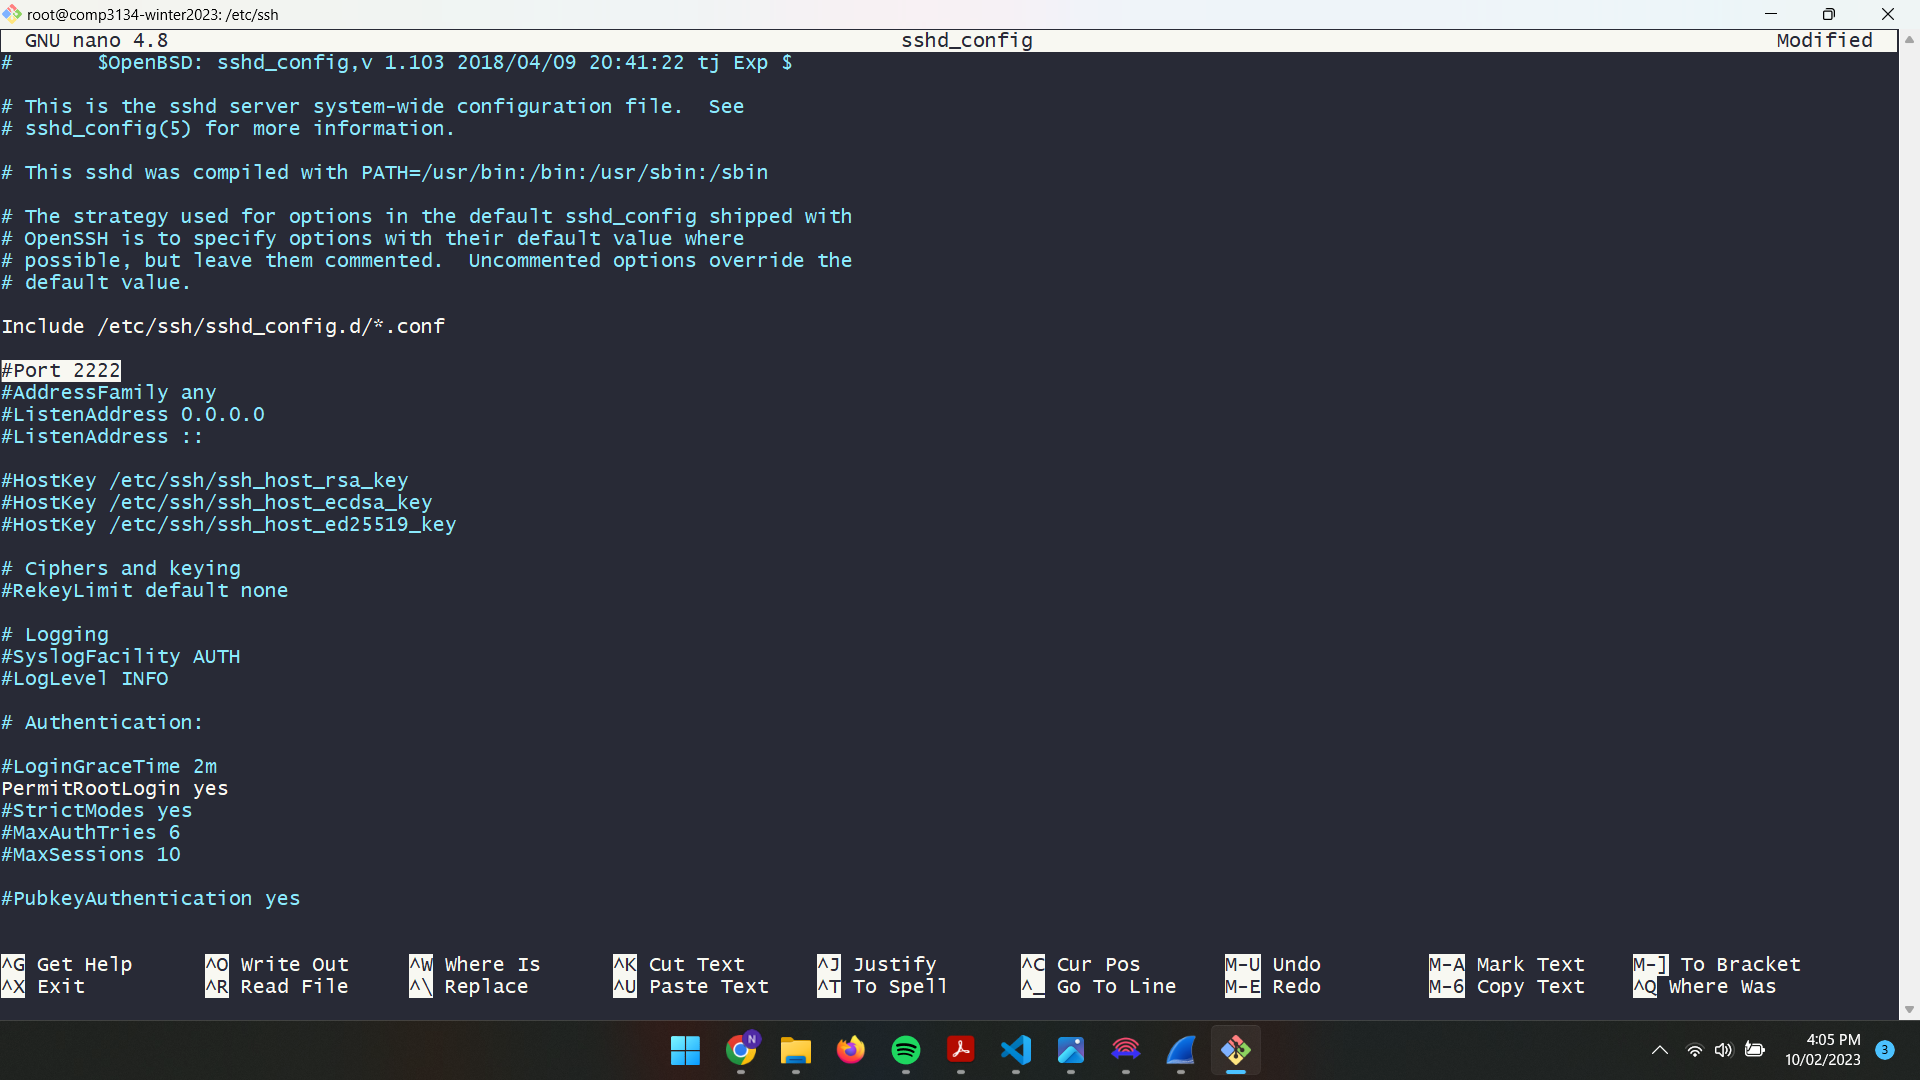 root@comp3134-winter2023: /etc/ssh
GNU nano 4.8 sshd_config Modified
# $OpenBSD: sshd_config,v 1.103 2018/04/09 20:41:22 tj Exp $
# This is the sshd server system-wide configuration file. See
# sshd_config(5) for more information.
# This sshd was compiled with PATH=/usr/bin:/bin:/usr/sbin:/sbin
# The strategy used for options in the default sshd_config shipped with
# OpenSSH is to specify options with their default value where
# possible, but leave them commented. Uncommented options override the
# default value.
Include /etc/ssh/sshd_config.d/*.conf
#Port 2222
#AddressFamily any
#ListenAddress 0.0.0.0
#ListenAddress ::
#HostKey /etc/ssh/ssh_host_rsa_key
#HostKey /etc/ssh/ssh_host_ecdsa_key
#HostKey /etc/ssh/ssh_host_ed25519_key
# Ciphers and keying
#RekeyLimit default none
# Logging
#SyslogFacility AUTH
#LogLevel INFO
# Authentication:
#LoginGraceTime 2m
PermitRootLogin yes
#StrictModes yes
#MaxAuthTries 6
#MaxSessions 10
#PubkeyAuthentication yes
^G Get Help ^O Write Out ^W Where Is ^K Cut Text ^J Justify ^C Cur Pos M-U Undo M-A Mark Text M-] To Bracket
^X Exit ^R Read File ^\ Replace ^U Paste Text ^T To Spell ^_ Go To Line M-E Redo M-6 Copy Text ^Q Where Was
N
4:05 PM
10/02/2023
3